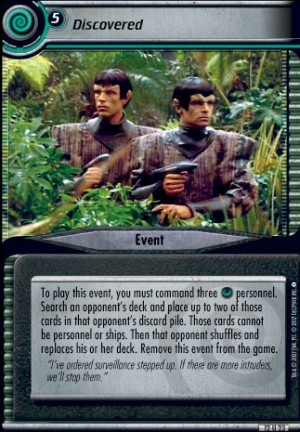 5
Discovered
Event
To play this event, you must command three personnel.
Search an opponent's deck and place up to two of those
cards in that opponent's discard pile. Those cards cannot
be personnel or ships. Then that opponent shuffles and
replaces his or her deck. Remove this event from the game.
"I've ordered surveillance stepped up. If there are more intruders,
we'll stop them."